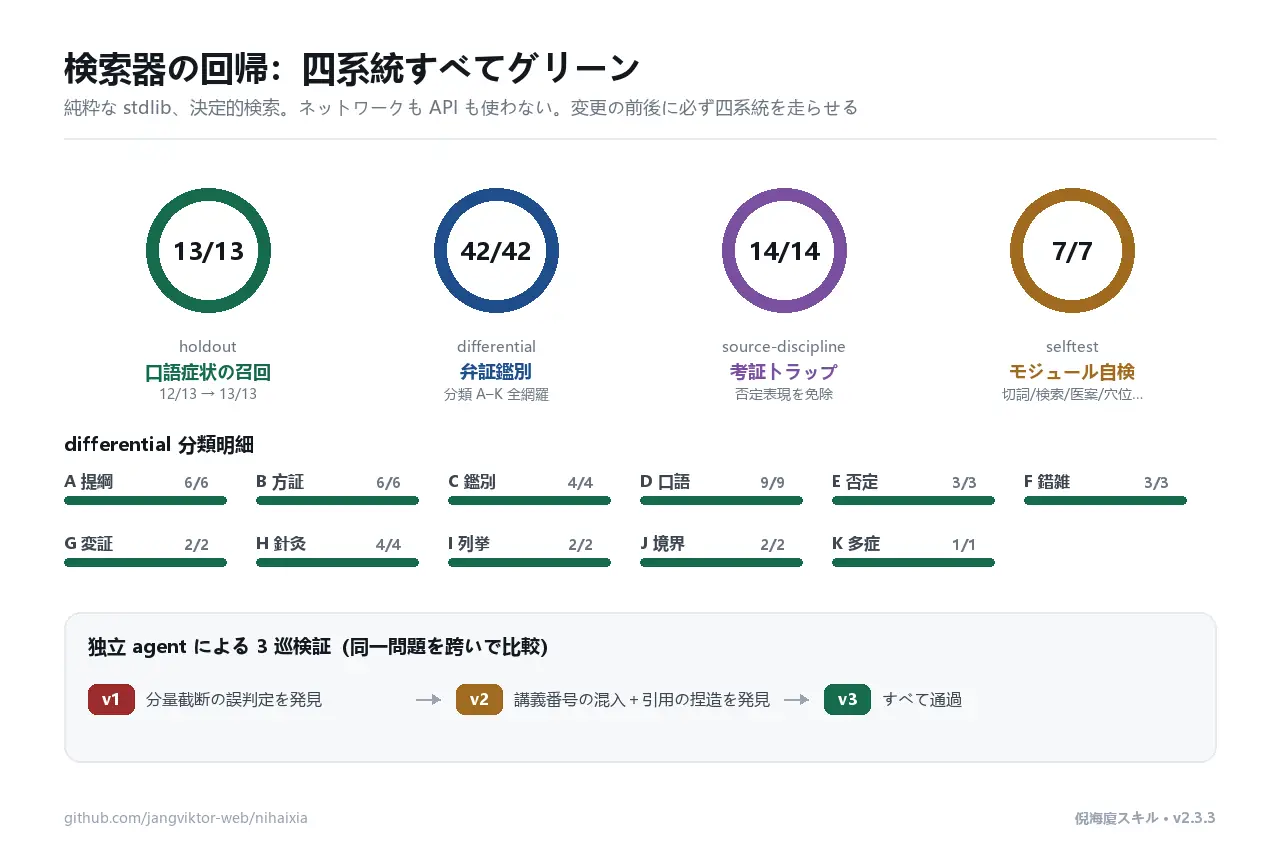 検索器の回帰：四系統すべてグリーン
純粋な stdlib、決定的検索。ネットワークも API も使わない。変更の前後に必ず四系統を走らせる
13/13
42/42
14/14
7/7
holdout
differential
source-discipline
selftest
口語症状の召回
弁証鑑別
考証トラップ
モジュール自検
12/13 → 13/13
分類 A–K 全網羅
否定表現を免除
切詞/検索/医案/穴位...
differential 分類明細
A 提綱 6/6
B 方証 6/6
C 鑑別 4/4
D 口語 9/9
E 否定 3/3
F 錯雑 3/3
G 変証 2/2
H 針灸 4/4
I 列挙 2/2
J 境界 2/2
K 多症 1/1
独立 agent による 3 巡検証（同一問題を跨いで比較）
v1 分量截断の誤判定を発見 → v2 講義番号の混入 + 引用の捏造を発見 → v3 すべて通過
github.com/jangviktor-web/nihaixia
倪海廈スキル • v2.3.3